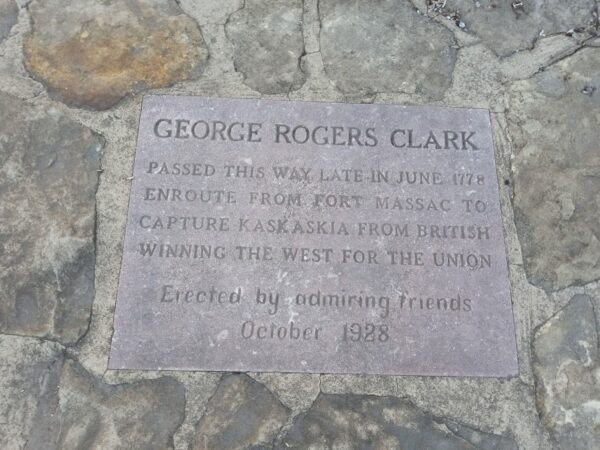 GEORGE ROGERS CLARK
PASSED THIS WAY LATE IN JUNE 1778
ENROUTE FROM FORT MASSAC TO
CAPTURE KASKASKIA FROM BRITISH
WINNING THE WEST FOR THE UNION
Erected by admiring friends
October 1928